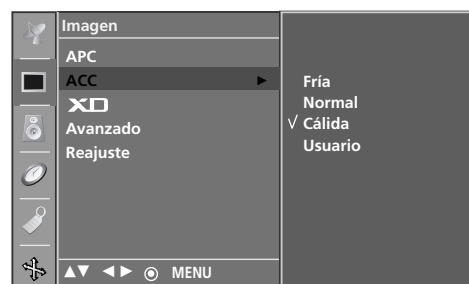 Imagen
APC
ACC
XD
Avanzado
Reajuste
MENU
Fría
Normal
√ Cálida
Usuario